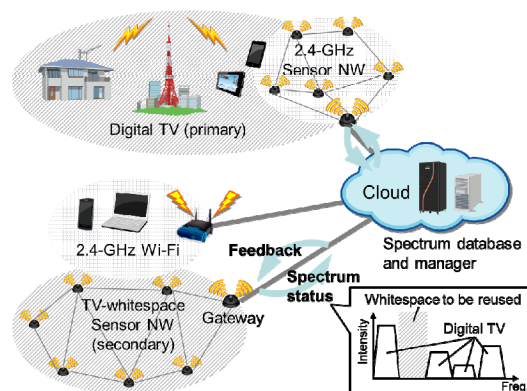 2.4-GHz
Sensor NW
Digital TV (primary)
Cloud
2.4-GHz Wi-Fi
Feedback
Spectrum database
and manager
Spectrum
status
TV-whitespace
Sensor NW
(secondary)
Gateway
Whitespace to be reused
Intensity
Digital TV
Freq